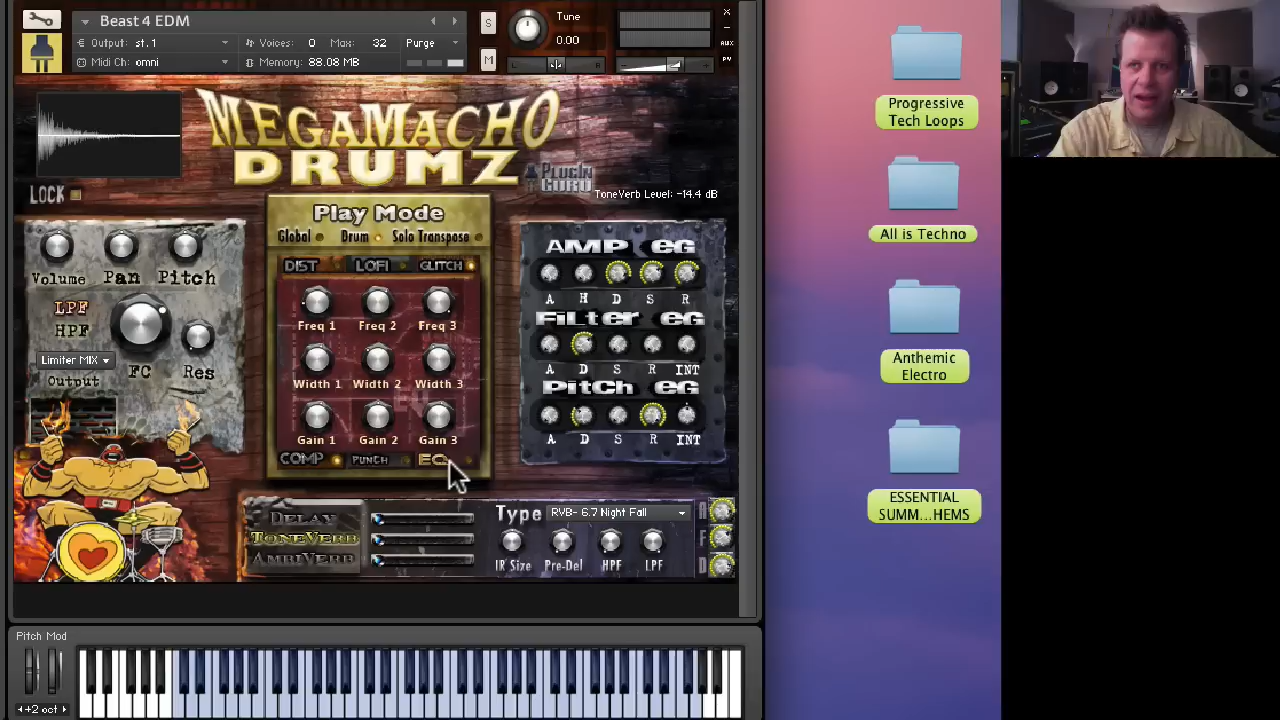 Beast 4 EDM
Output: st. 1
Voices: 0 Max: 32 Purge
Midi Ch: omni
Memory: 88.08 MB
S
M
Tune
0.00
L R
- +
×
-
AUX
PV
MEGAMACHO
DRUMZ
PLUGIN
GURU
LOCK
ToneVerb Level: -14.4 dB
Play Mode
Global Drum Solo Transpose
DIST LOFI GLITCH
Freq 1 Freq 2 Freq 3
Width 1 Width 2 Width 3
Gain 1 Gain 2 Gain 3
COMP PUNCH EQ
Volume Pan Pitch
LPF
HPF
Limiter MIX
FC Res
Output
AMP EG
A H D S R
FiLter EG
A D S R INT
PitCh EG
A D S R INT
DELAY
TONEVERB
AMBIVERB
Type RVB- 6.7 Night Fall
IR Size Pre-Del HPF LPF
A
F
D
Pitch Mod
+2 oct
Progressive
Tech Loops
All is Techno
Anthemic
Electro
ESSENTIAL
SUMM...HEMS